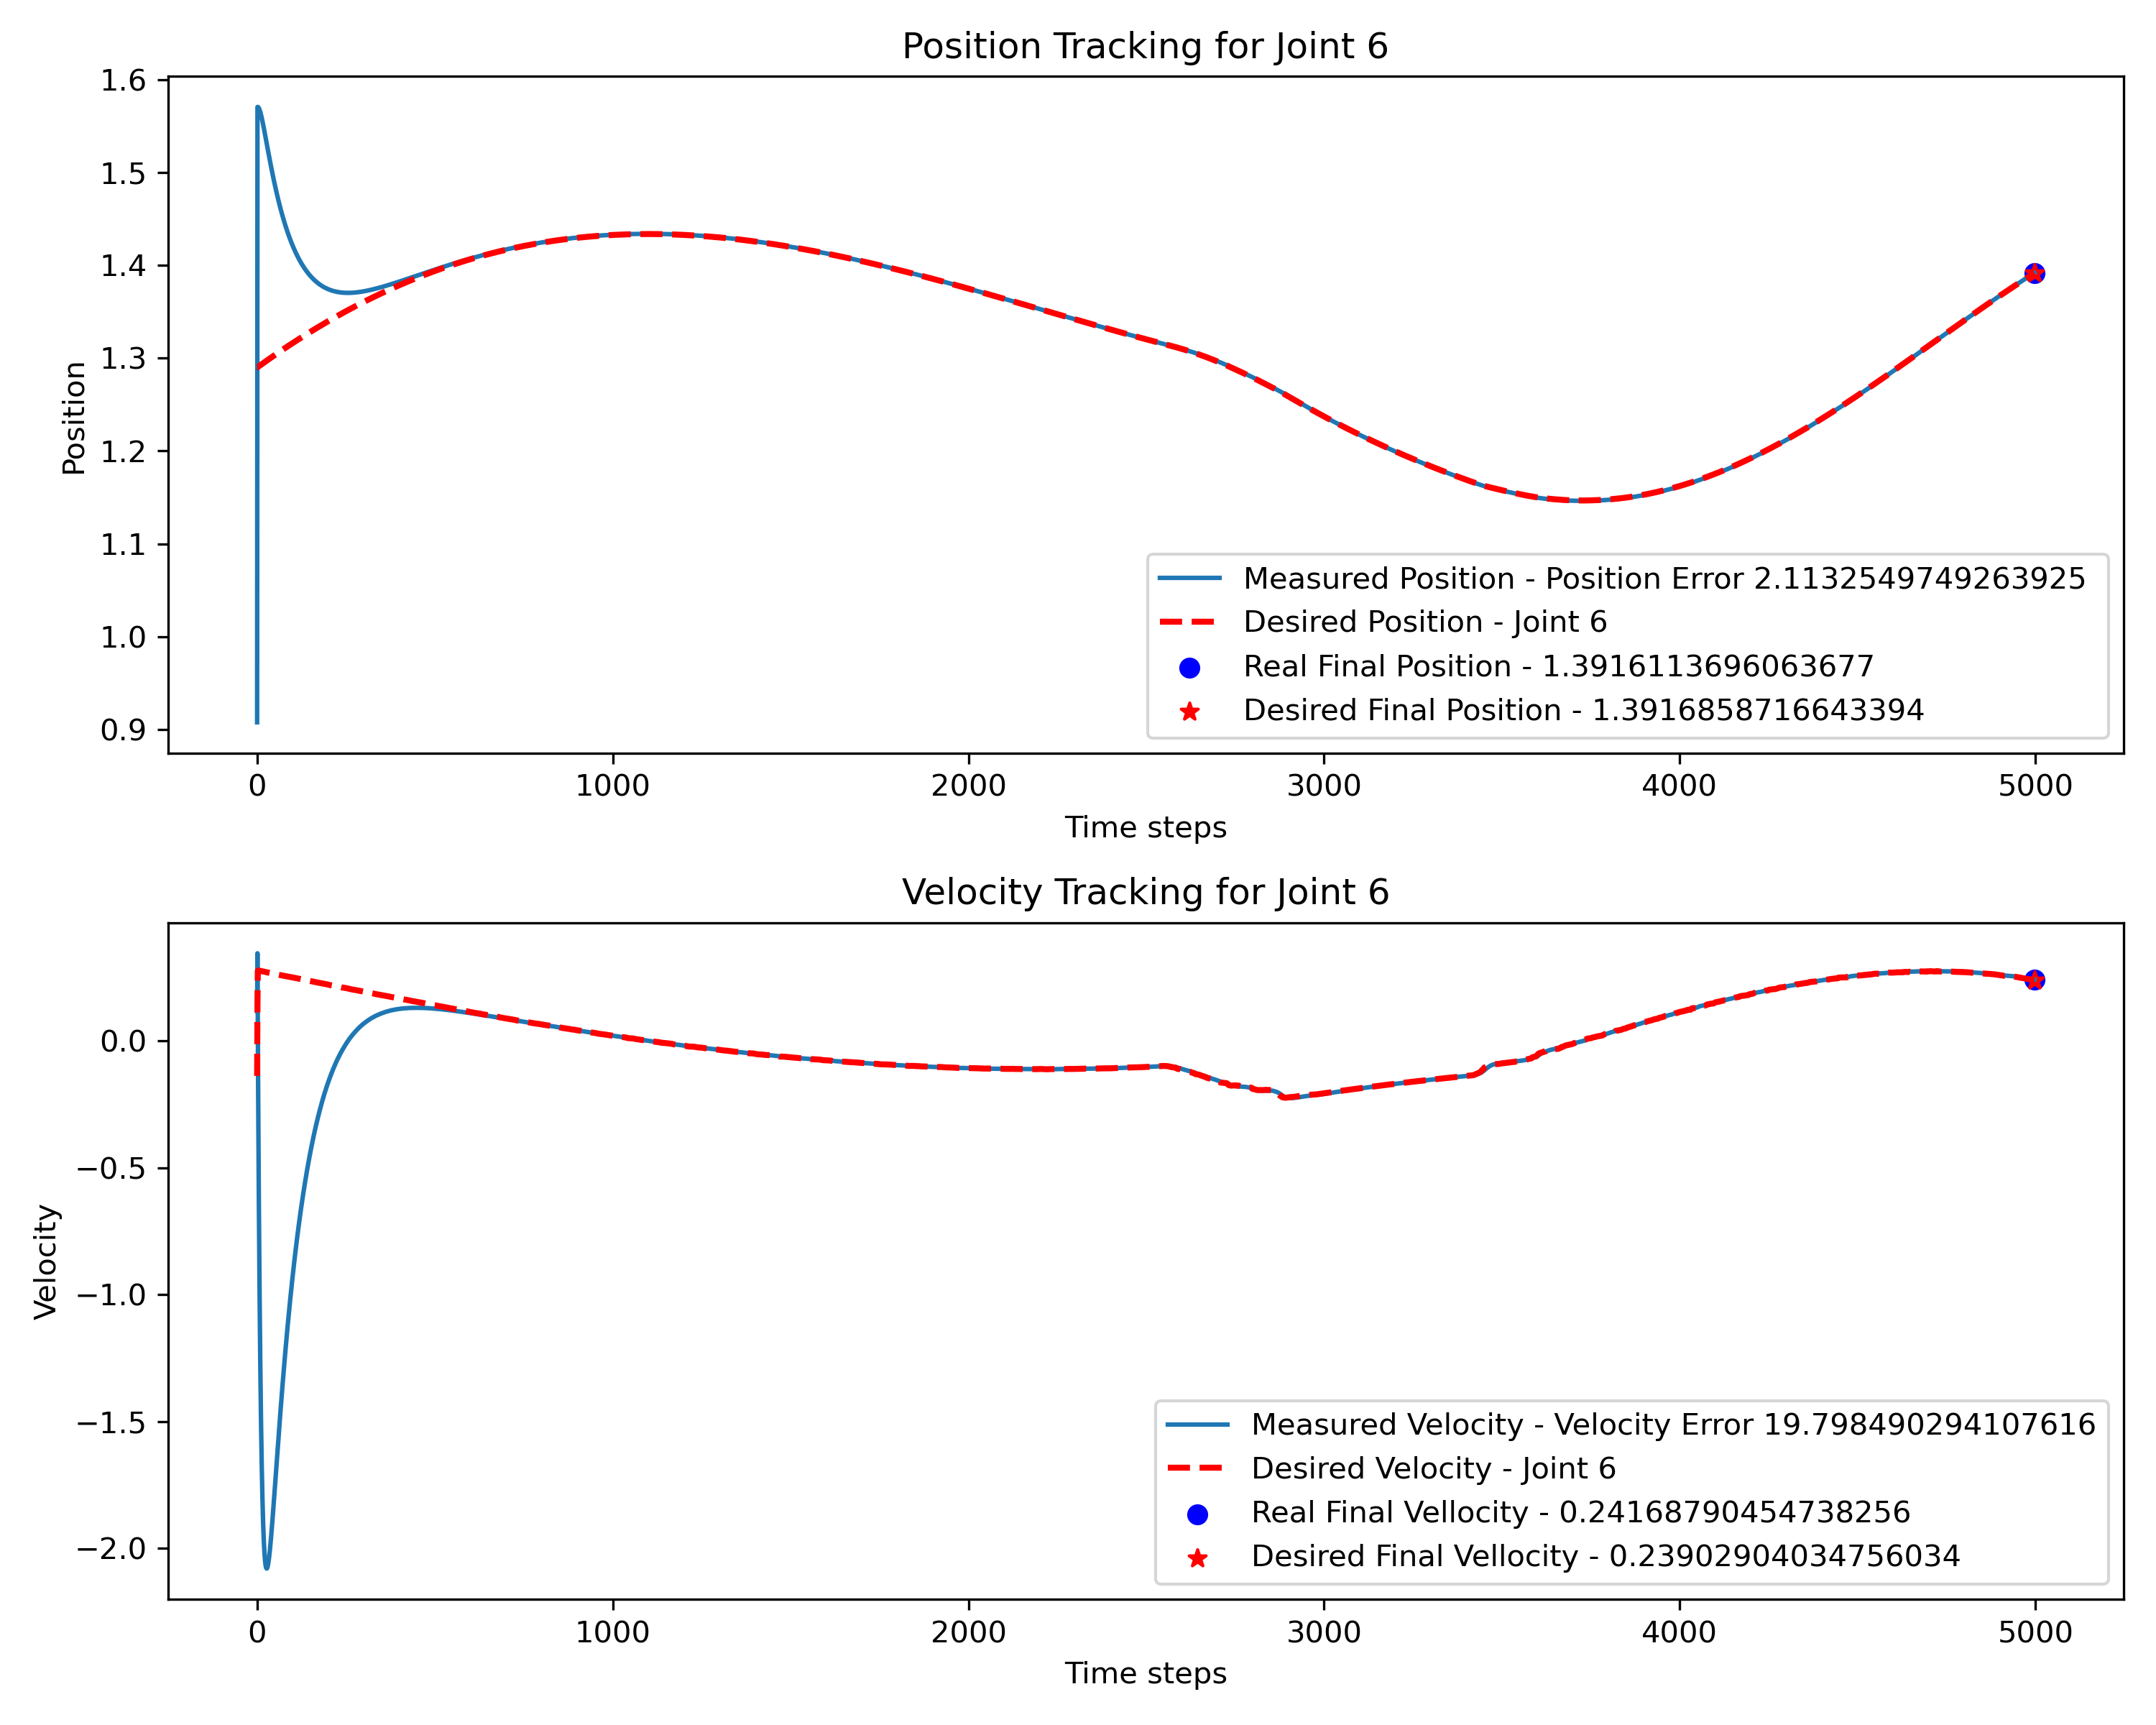 Position Tracking for Joint 6
1.6
1.5
1.4
1.3
1.2
1.1
1.0
0.9
Position
Measured Position - Position Error 2.1132549749263925
Desired Position - Joint 6
Real Final Position - 1.3916113696063677
Desired Final Position - 1.3916858716643394
0 1000 2000 3000 4000 5000
Time steps
Velocity Tracking for Joint 6
0.0
−0.5
−1.0
−1.5
−2.0
Velocity
Measured Velocity - Velocity Error 19.798490294107616
Desired Velocity - Joint 6
Real Final Vellocity - 0.24168790454738256
Desired Final Vellocity - 0.23902904034756034
0 1000 2000 3000 4000 5000
Time steps